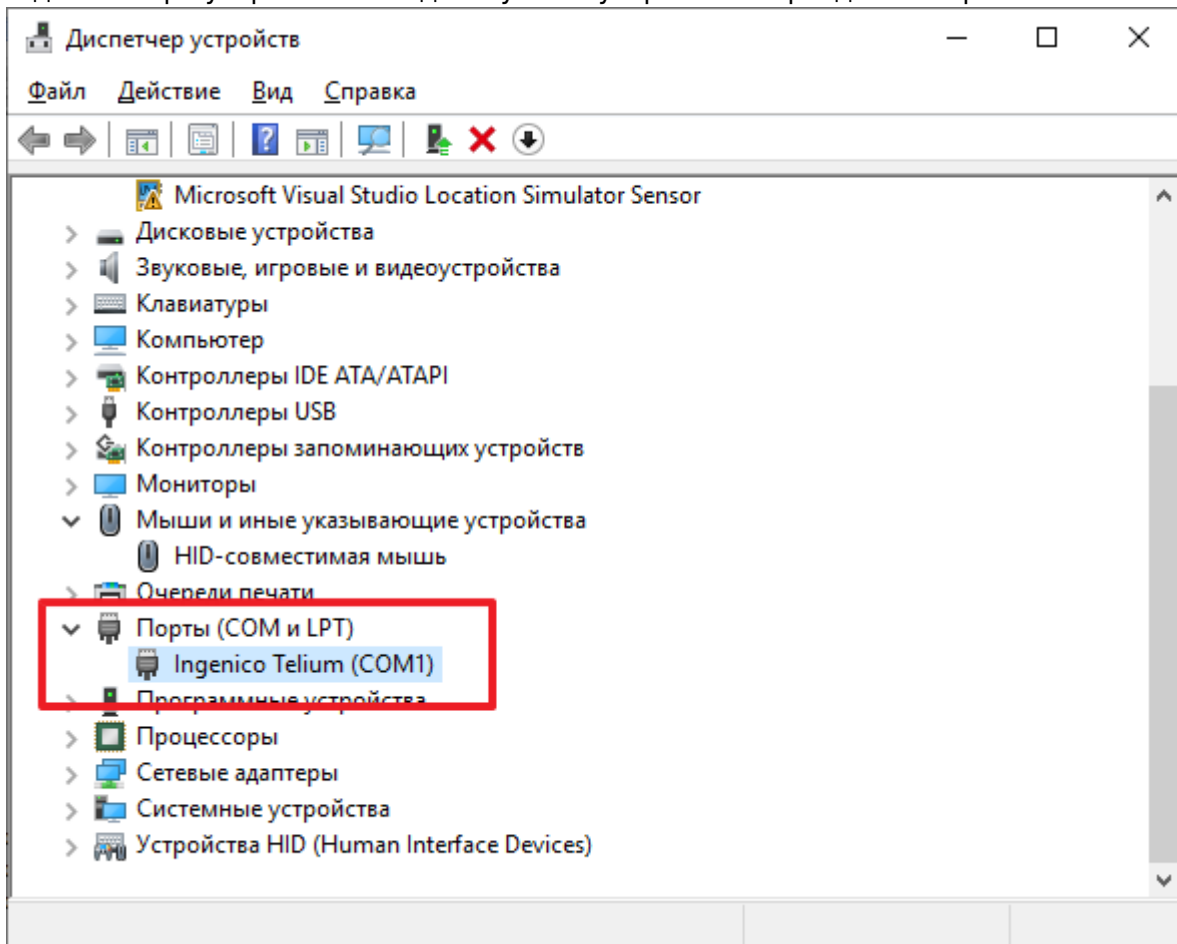 Диспетчер устройств
Файл Действие Вид Справка
Microsoft Visual Studio Location Simulator Sensor
Дисковые устройства
Звуковые, игровые и видеоустройства
Клавиатуры
Компьютер
Контроллеры IDE ATA/ATAPI
Контроллеры USB
Контроллеры запоминающих устройств
Мониторы
Мыши и иные указывающие устройства
HID-совместимая мышь
Очереди печати
Порты (COM и LPT)
Ingenico Telium (COM1)
Программные устройства
Процессоры
Сетевые адаптеры
Системные устройства
Устройства HID (Human Interface Devices)